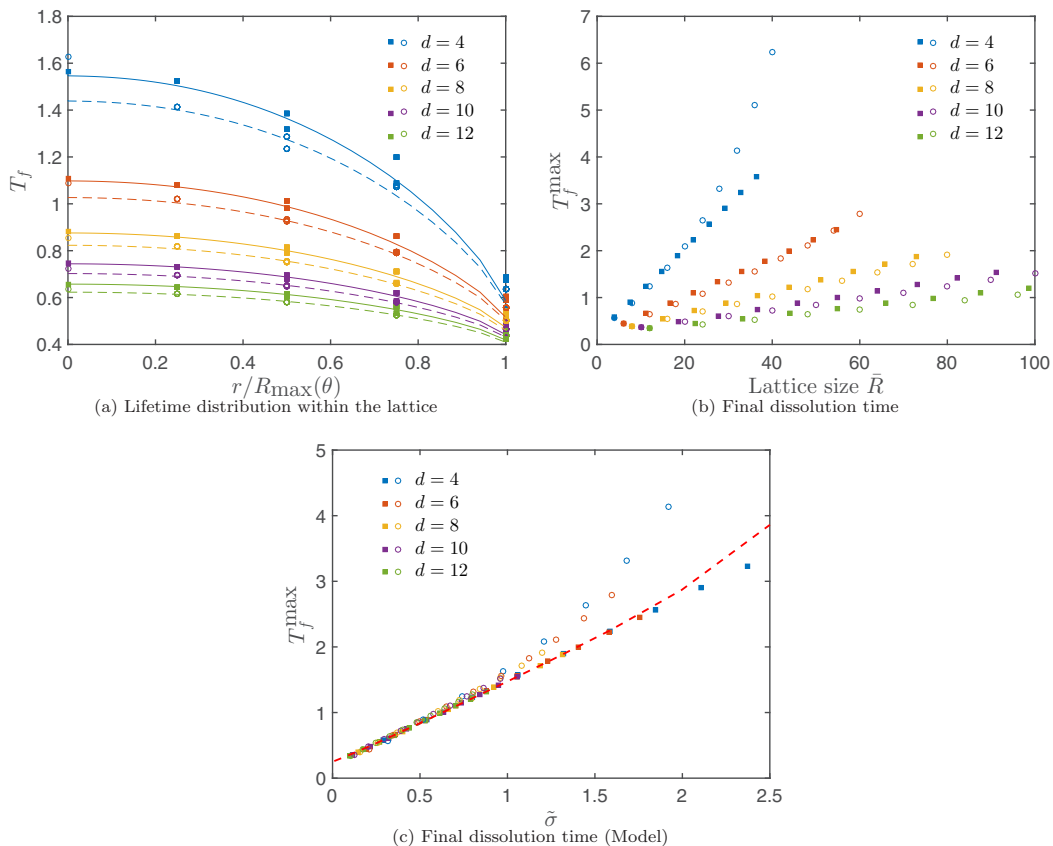 1.8
1.6
1.4
1.2
1
0.8
0.6
0.4
T_f
0 0.2 0.4 0.6 0.8 1
r/R_max(θ)
d = 4
d = 6
d = 8
d = 10
d = 12
(a) Lifetime distribution within the lattice
7
6
5
4
3
2
1
0
T_f^max
0 20 40 60 80 100
Lattice size R̄
d = 4
d = 6
d = 8
d = 10
d = 12
(b) Final dissolution time
5
4
3
2
1
0
T_f^max
0 0.5 1 1.5 2 2.5
σ̃
d = 4
d = 6
d = 8
d = 10
d = 12
(c) Final dissolution time (Model)